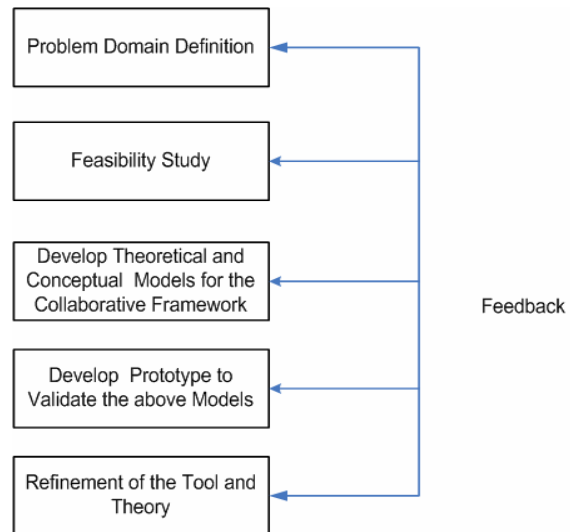 Problem Domain Definition
Feasibility Study
Develop Theoretical and
Conceptual Models for the
Collaborative Framework
Feedback
Develop Prototype to
Validate the above Models
Refinement of the Tool and
Theory